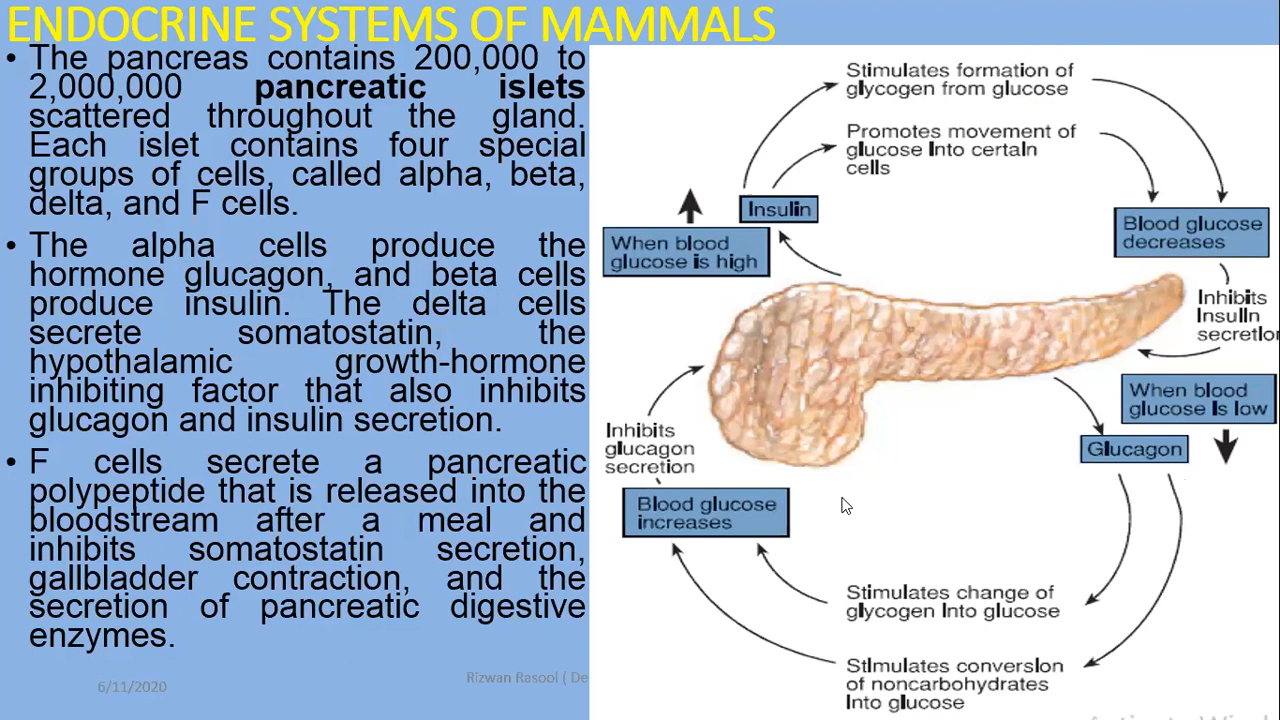 ENDOCRINE SYSTEMS OF MAMMALS
• The pancreas contains 200,000 to
2,000,000 pancreatic islets
scattered throughout the gland.
Each islet contains four special
groups of cells, called alpha, beta,
delta, and F cells.
• The alpha cells produce the
hormone glucagon, and beta cells
produce insulin. The delta cells
secrete somatostatin, the
hypothalamic growth-hormone
inhibiting factor that also inhibits
glucagon and insulin secretion.
• F cells secrete a pancreatic
polypeptide that is released into the
bloodstream after a meal and
inhibits somatostatin secretion,
gallbladder contraction, and the
secretion of pancreatic digestive
enzymes.
6/11/2020
Rizwan Rasool ( De
Stimulates formation of
glycogen from glucose
Promotes movement of
glucose into certain
cells
Insulin
When blood
glucose is high
Blood glucose
decreases
Inhibits
insulin
secretion
When blood
glucose is low
Glucagon
Inhibits
glucagon
secretion
Blood glucose
increases
Stimulates change of
glycogen into glucose
Stimulates conversion
of noncarbohydrates
into glucose